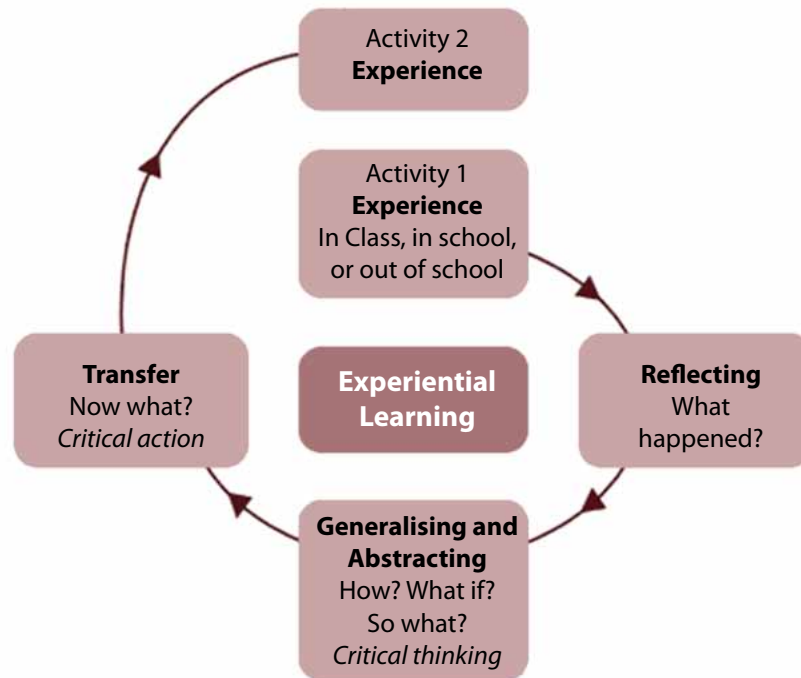 Activity 2
Experience
Activity 1
Experience
In Class, in school,
or out of school
Transfer
Now what?
Critical action
Experiential
Learning
Reflecting
What
happened?
Generalising and
Abstracting
How? What if?
So what?
Critical thinking